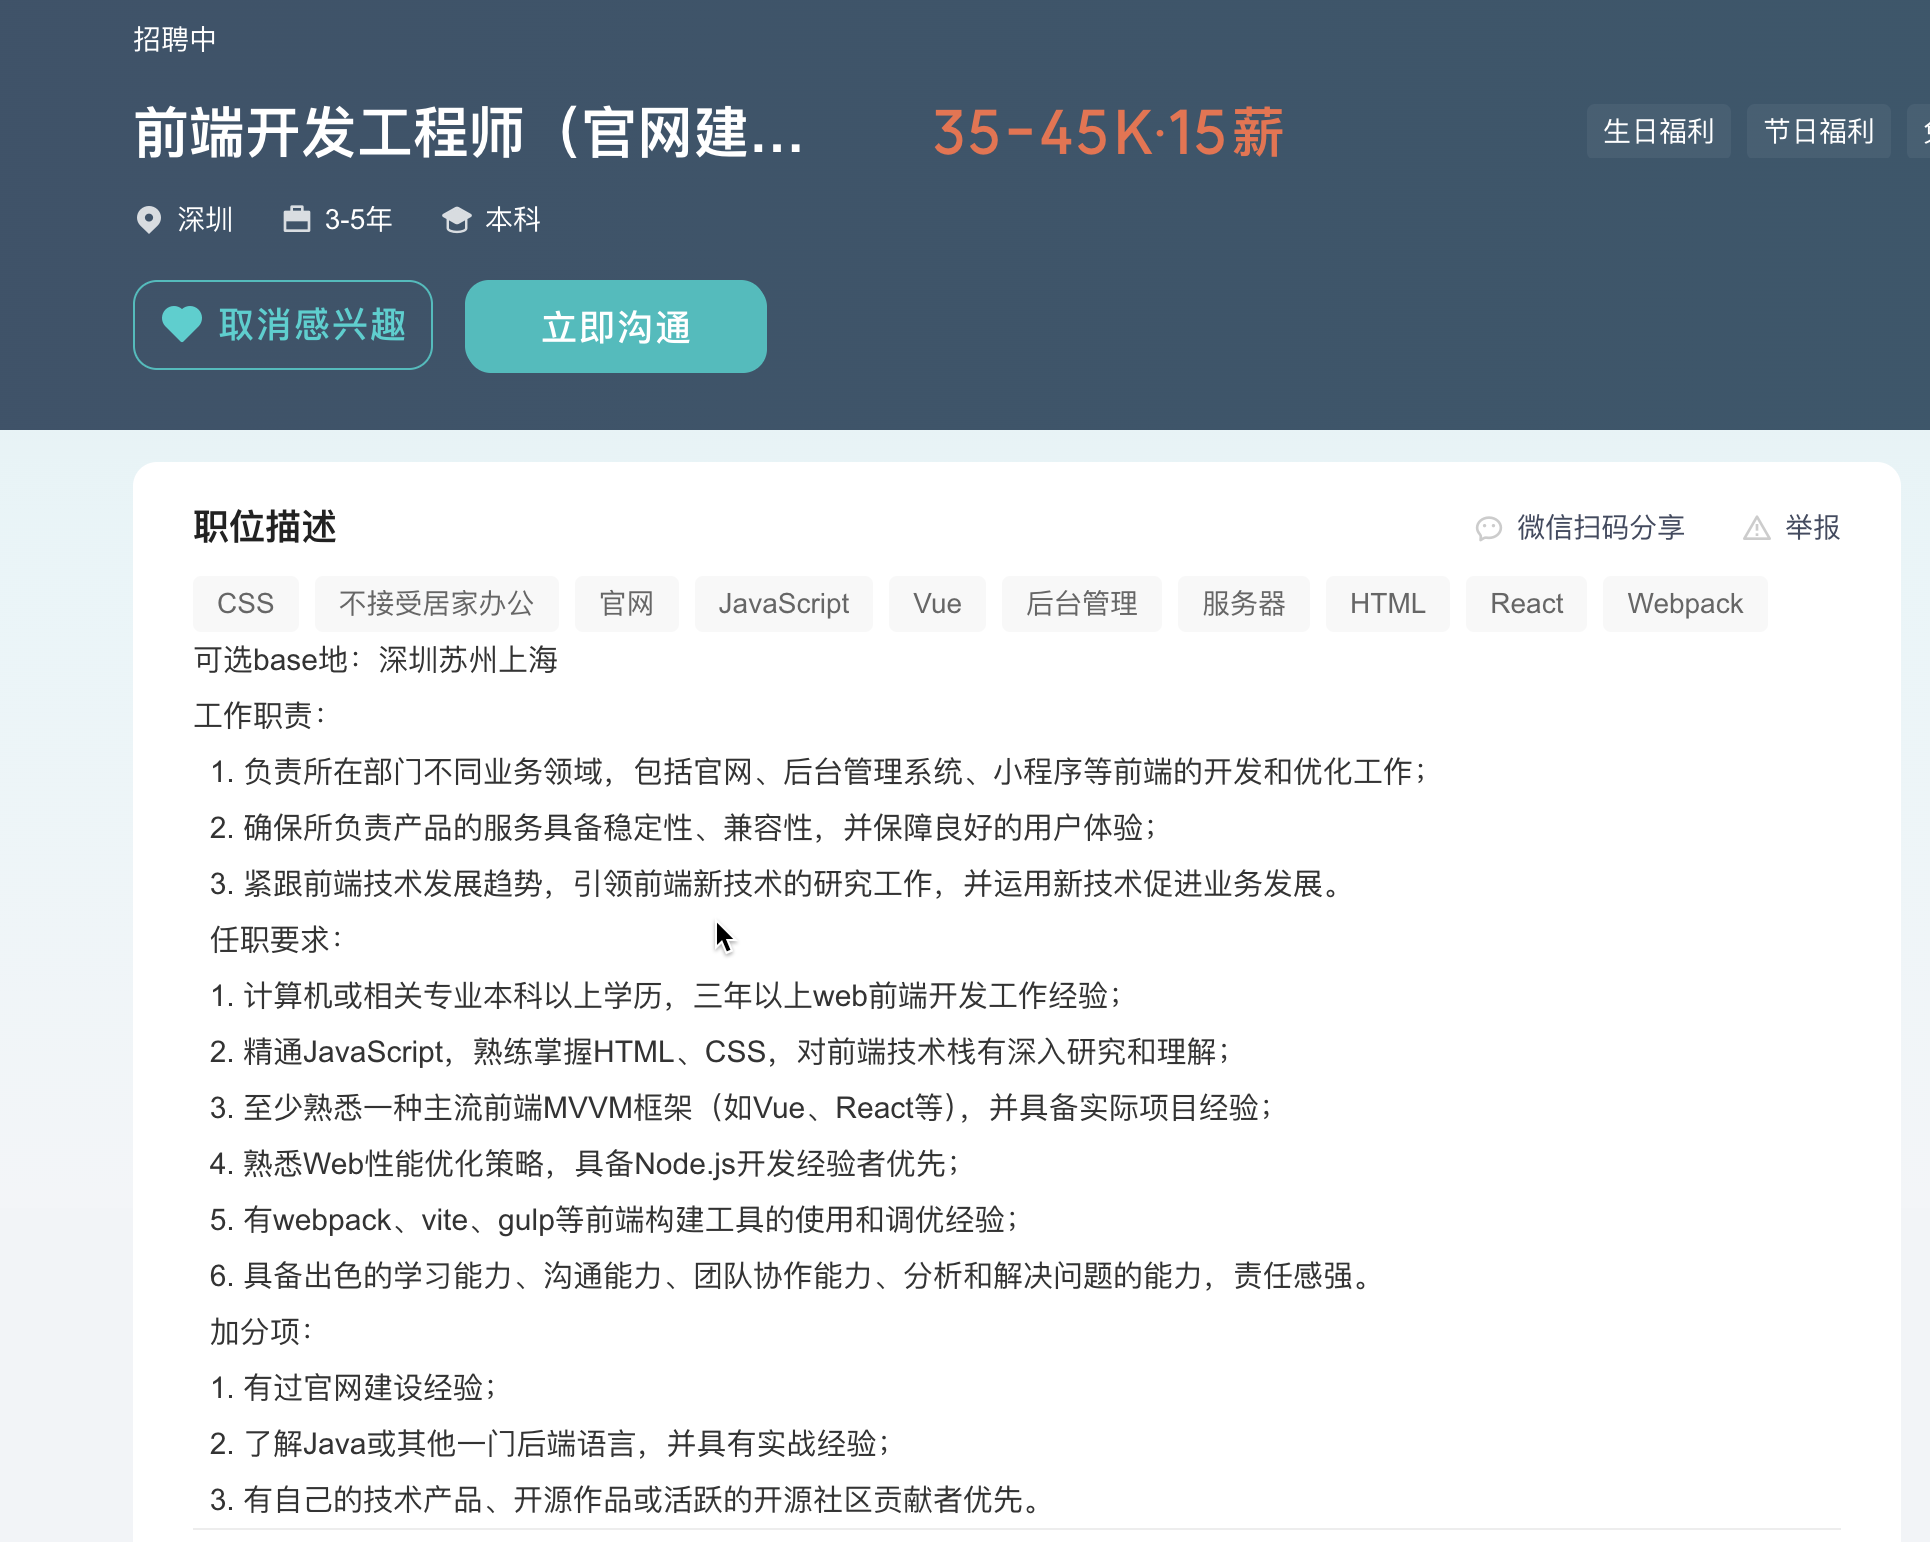 招聘中
前端开发工程师（官网建...
35-45K·15薪
生日福利
节日福利
深圳
3-5年
本科
取消感兴趣
立即沟通
职位描述
微信扫码分享
举报
CSS 不接受居家办公 官网 JavaScript Vue 后台管理 服务器 HTML React Webpack
可选base地：深圳苏州上海
工作职责：
1. 负责所在部门不同业务领域，包括官网、后台管理系统、小程序等前端的开发和优化工作；
2. 确保所负责产品的服务具备稳定性、兼容性，并保障良好的用户体验；
3. 紧跟前端技术发展趋势，引领前端新技术的研究工作，并运用新技术促进业务发展。
任职要求：
1. 计算机或相关专业本科以上学历，三年以上web前端开发工作经验；
2. 精通JavaScript，熟练掌握HTML、CSS，对前端技术栈有深入研究和理解；
3. 至少熟悉一种主流前端MVVM框架（如Vue、React等），并具备实际项目经验；
4. 熟悉Web性能优化策略，具备Node.js开发经验者优先；
5. 有webpack、vite、gulp等前端构建工具的使用和调优经验；
6. 具备出色的学习能力、沟通能力、团队协作能力、分析和解决问题的能力，责任感强。
加分项：
1. 有过官网建设经验；
2. 了解Java或其他一门后端语言，并具有实战经验；
3. 有自己的技术产品、开源作品或活跃的开源社区贡献者优先。